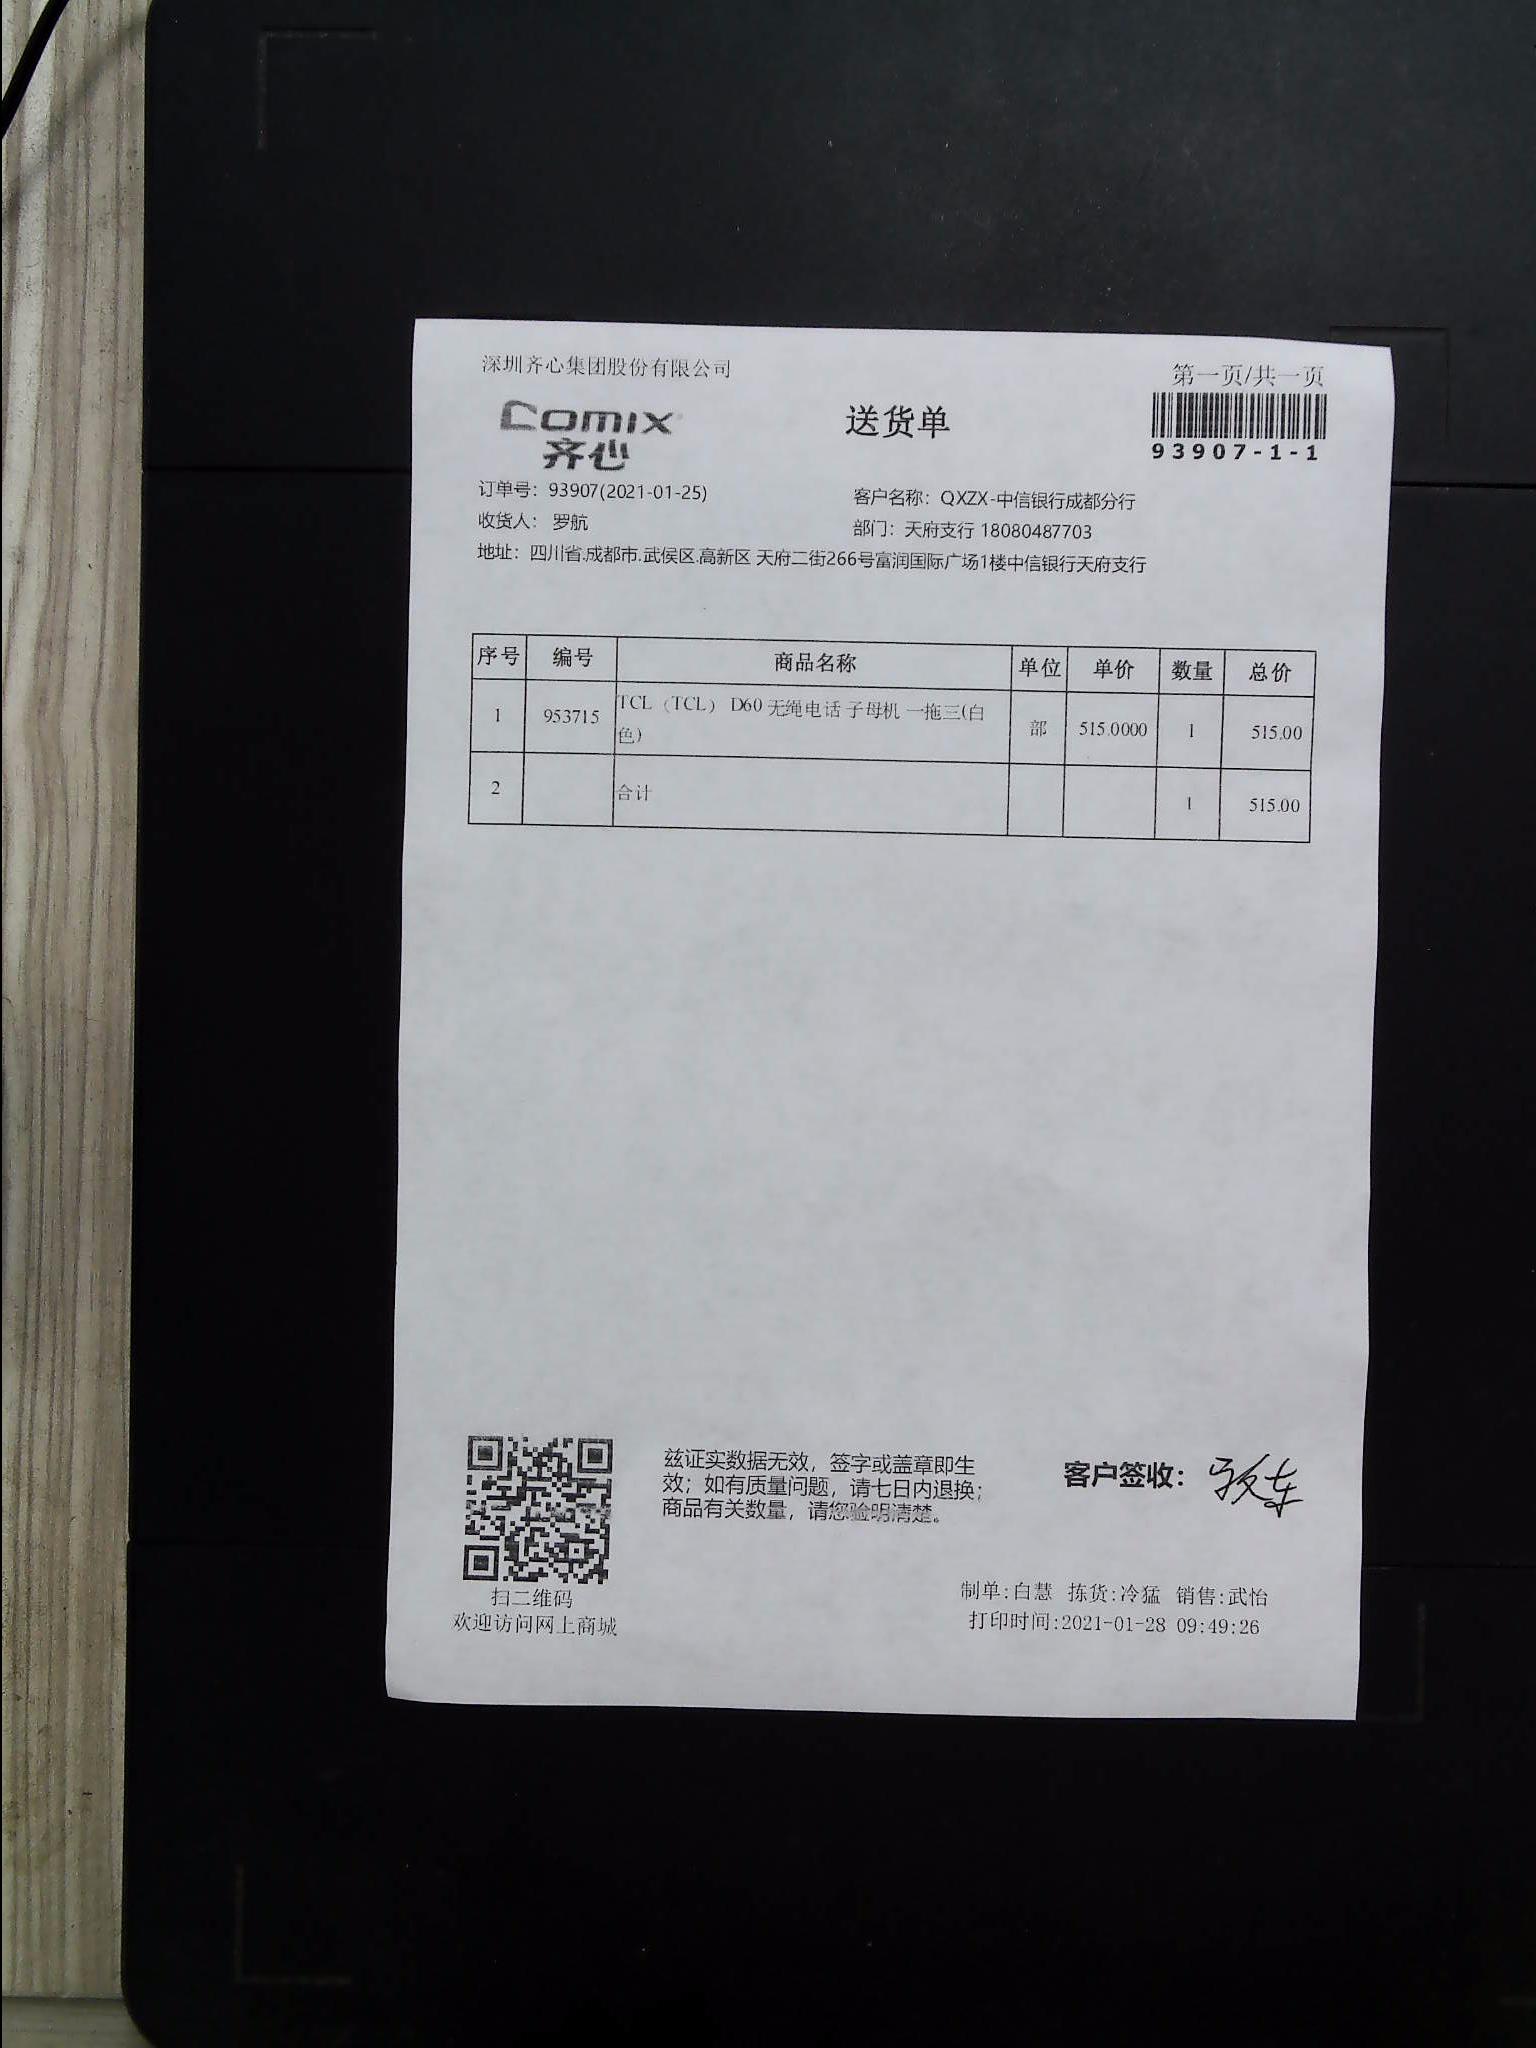 深圳齐心集团股份有限公司
第一页/共一页
comix
齐心
送货单
93907-1-1
订单号：93907(2021-01-25)
客户名称：QXZX-中信银行成都分行
收货人： 罗航
部门：天府支行 18080487703
地址：四川省.成都市.武侯区.高新区 天府二街266号富润国际广场1楼中信银行天府支行
序号 编号 商品名称 单位 单价 数量 总价
1 953715 TCL（TCL） D60 无绳电话 子母机 一拖三(白色) 部 515.0000 1 515.00
2 合计 1 515.00
兹证实数据无效，签字或盖章即生
效；如有质量问题，请七日内退换；
商品有关数量，请您验明清楚。
客户签收：
扫二维码
欢迎访问网上商城
制单:白慧 拣货:冷猛 销售:武怡
打印时间:2021-01-28 09:49:26